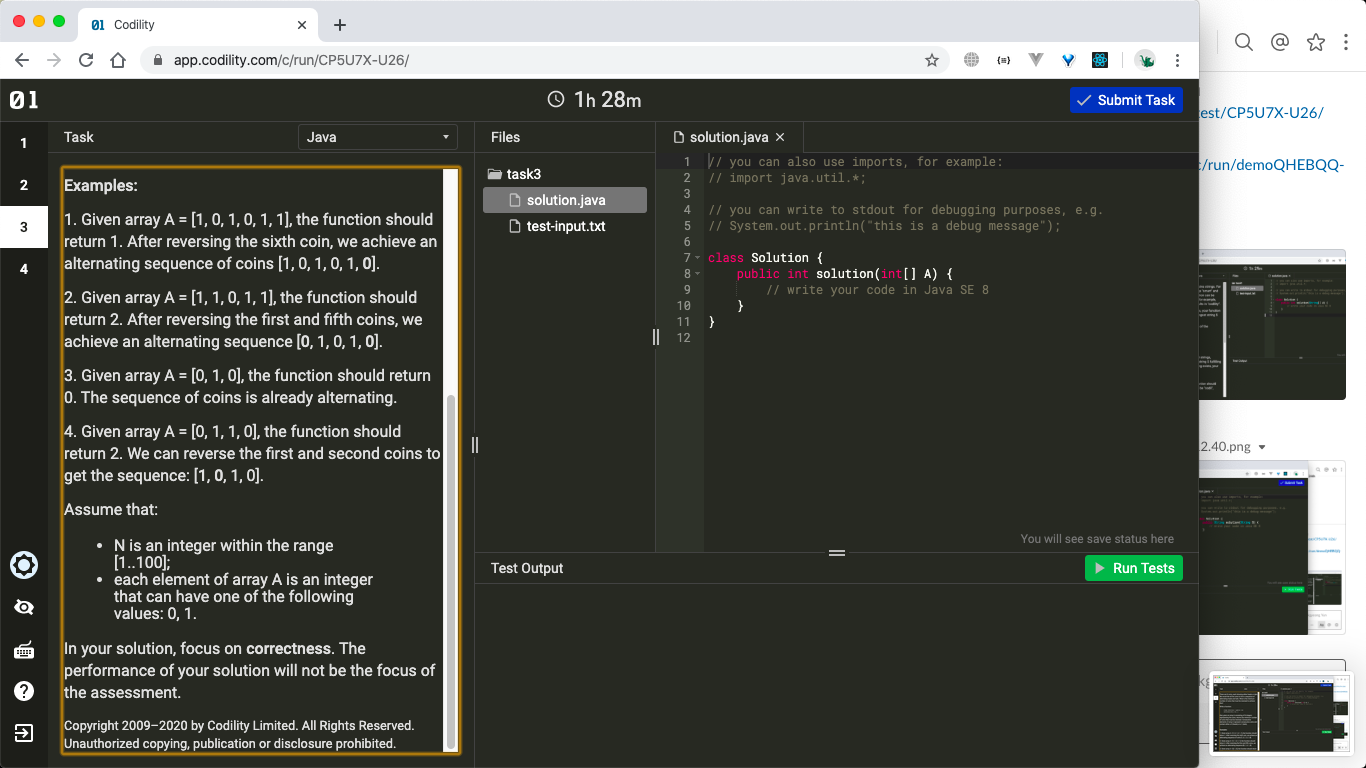 Codility
app.codility.com/c/run/CP5U7X-U26/
01
1h 28m
Submit Task
1
2
3
4
Task
Java
Examples:
1. Given array A = [1, 0, 1, 0, 1, 1], the function should
return 1. After reversing the sixth coin, we achieve an
alternating sequence of coins [1, 0, 1, 0, 1, 0].
2. Given array A = [1, 1, 0, 1, 1], the function should
return 2. After reversing the first and fifth coins, we
achieve an alternating sequence [0, 1, 0, 1, 0].
3. Given array A = [0, 1, 0], the function should return
0. The sequence of coins is already alternating.
4. Given array A = [0, 1, 1, 0], the function should
return 2. We can reverse the first and second coins to
get the sequence: [1, 0, 1, 0].
Assume that:
• N is an integer within the range
[1..100];
• each element of array A is an integer
that can have one of the following
values: 0, 1.
In your solution, focus on correctness. The
performance of your solution will not be the focus of
the assessment.
Copyright 2009–2020 by Codility Limited. All Rights Reserved.
Unauthorized copying, publication or disclosure prohibited.
Files
task3
solution.java
test-input.txt
solution.java
1 // you can also use imports, for example:
2 // import java.util.*;
3
4 // you can write to stdout for debugging purposes, e.g.
5 // System.out.println("this is a debug message");
6
7 class Solution {
8 public int solution(int[] A) {
9 // write your code in Java SE 8
10 }
11 }
12
You will see save status here
Test Output
Run Tests
est/CP5U7X-U26/
c/run/demoQHEBQQ-
2.40.png